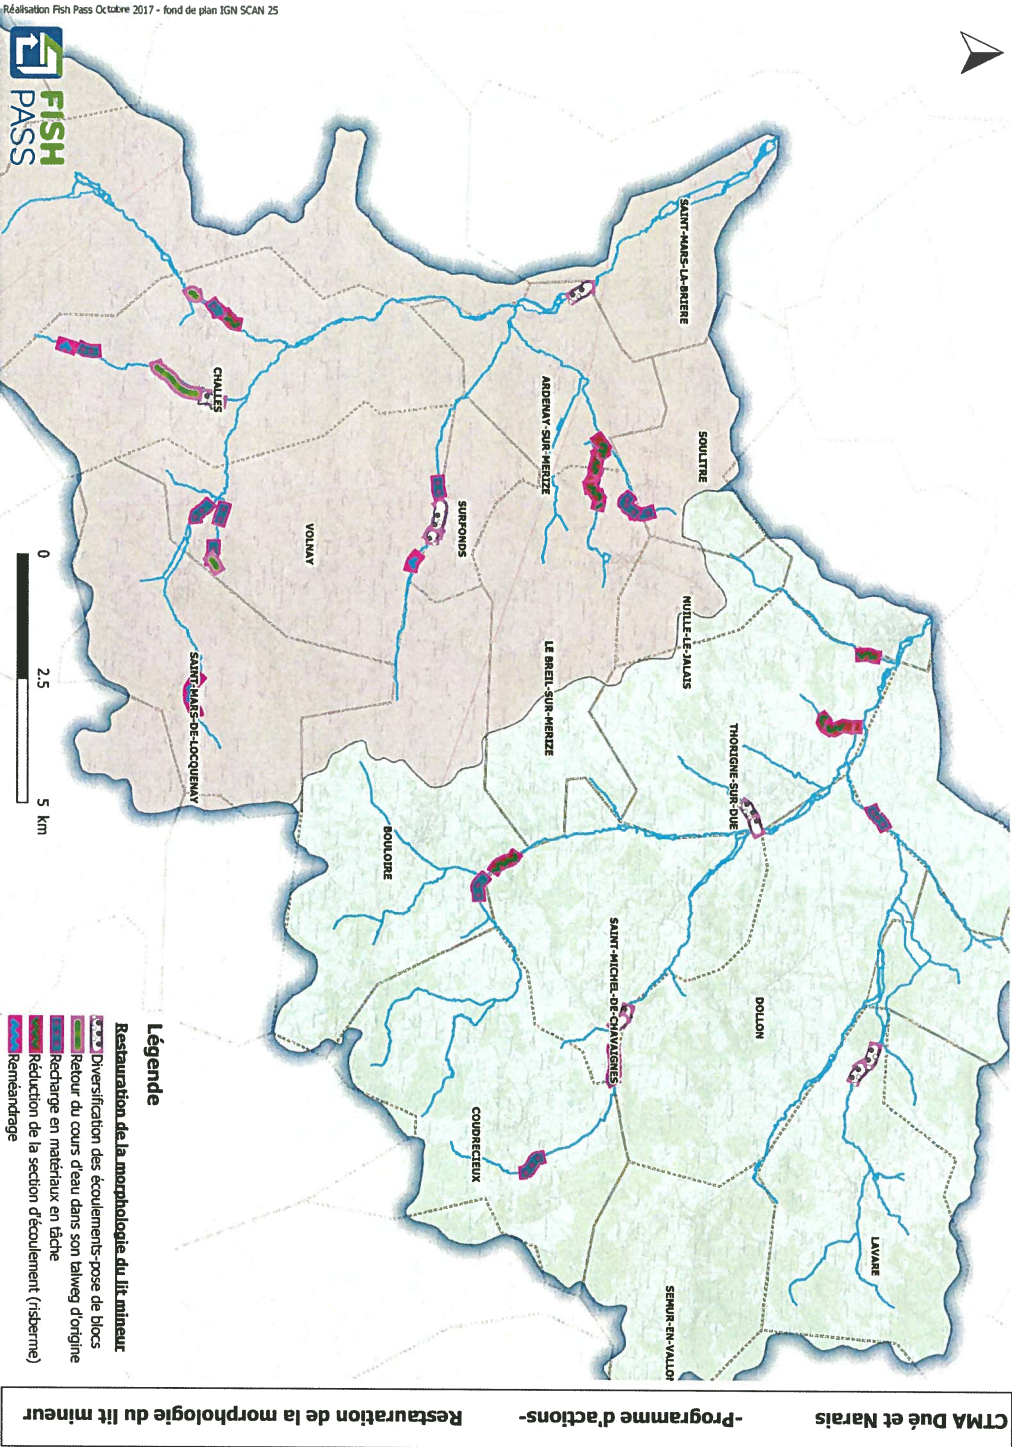 Réalisation Fish Pass Octobre 2017 - fond de plan IGN SCAN 25
FISH
PASS
SAINT-MARS-LA-BRIERE
SOULITRE
ARDENAY-SUR-MERIZE
NUILLE-LE-JALAIS
CHALLES
SURFONDS
VOLNAY
LE BREIL-SUR-MERIZE
THORIGNE-SUR-DUE
SAINT-MARS-DE-LOCQUENAY
BOULOIRE
SAINT-MICHEL-DE-CHAVAIGNES
DOLLON
COUDRECIEUX
LAVARE
SEMUR-EN-VALLON
0 2.5 5 km
Légende
Restauration de la morphologie du lit mineur
Diversification des écoulements-pose de blocs
Retour du cours d'eau dans son talweg d'origine
Recharge en matériaux en tâche
Réduction de la section d'écoulement (risberme)
Reméandrage
CTMA Dué et Narais
-Programme d'actions-
Restauration de la morphologie du lit mineur